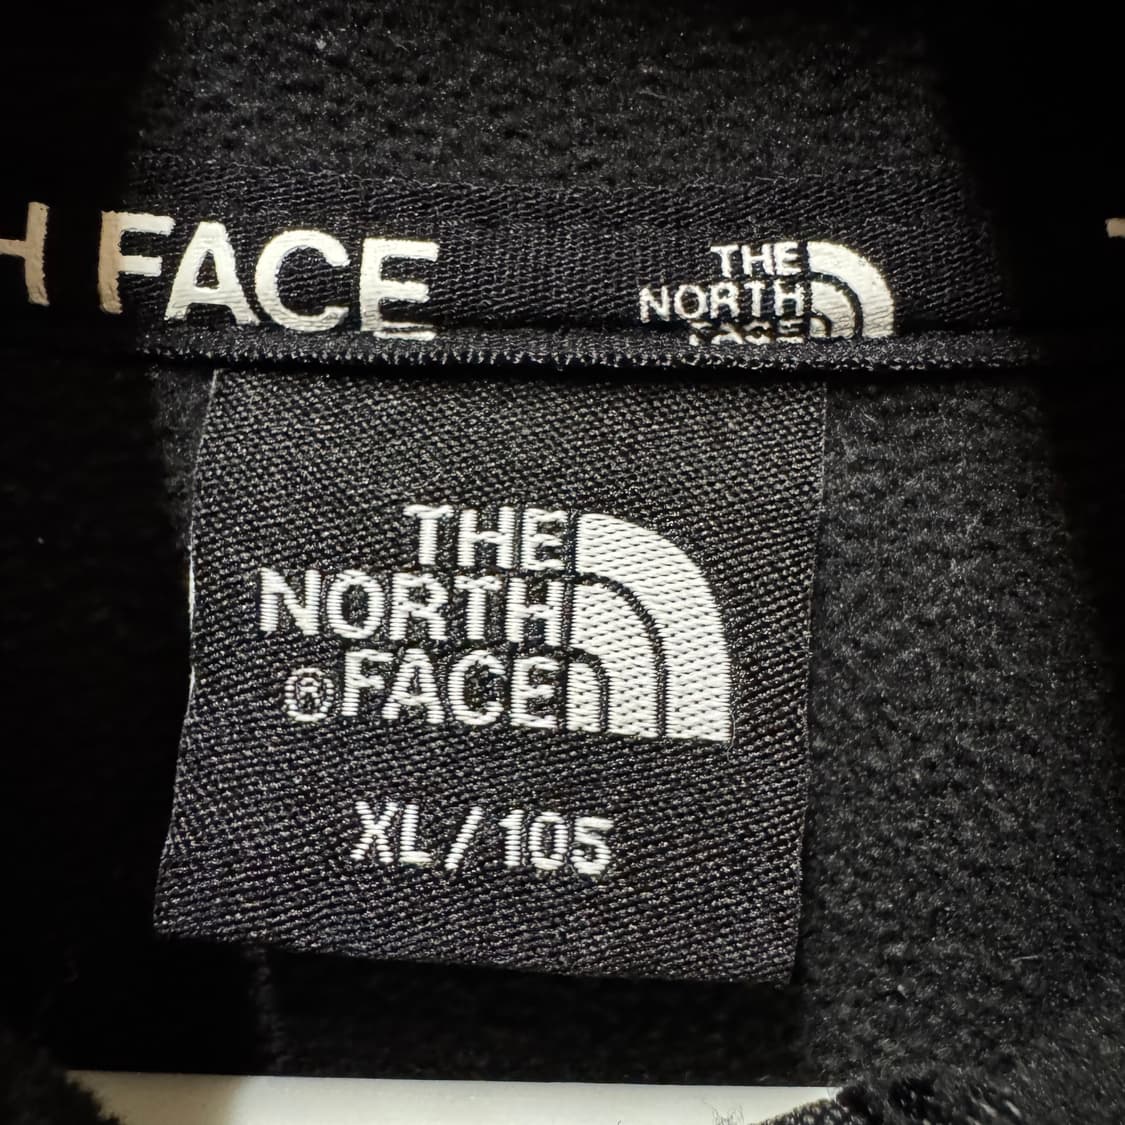 H FACE
THE
NORTH
FACE
THE
NORTH
®FACE
XL/105